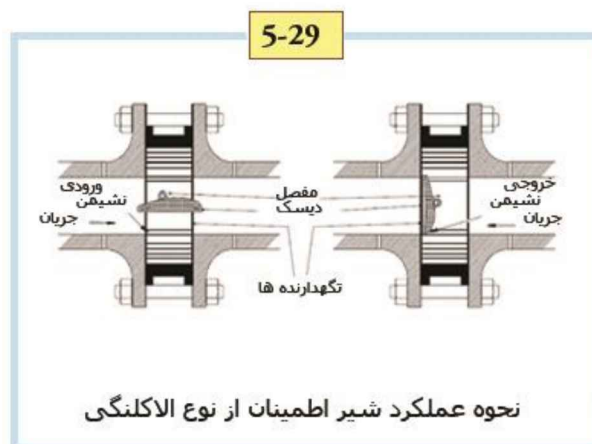 5-29
ورودی
نشیمن
جریان
مفصل
دیسک
خروجی
نشیمن
جریان
نگهدارنده ها
نحوه عملکرد شیر اطمینان از نوع الاکلنگی